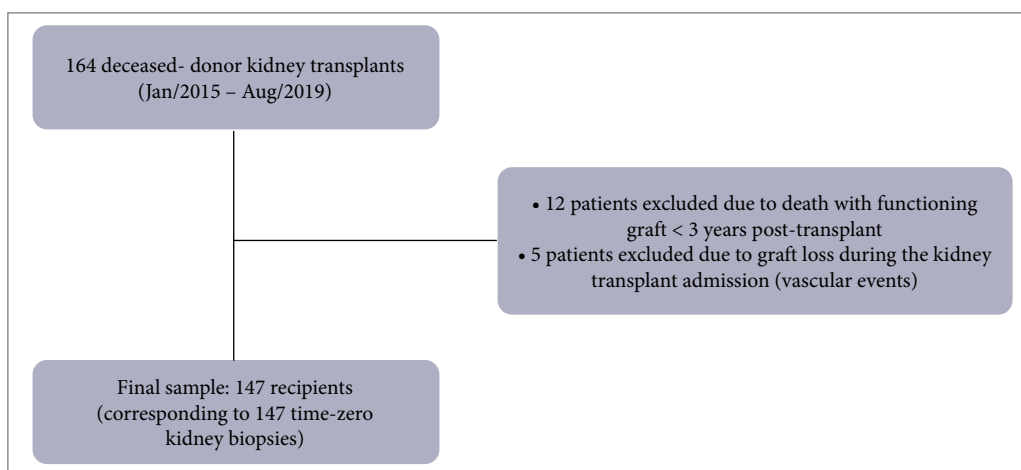 164 deceased- donor kidney transplants
(Jan/2015 – Aug/2019)
• 12 patients excluded due to death with functioning
graft < 3 years post-transplant
• 5 patients excluded due to graft loss during the kidney
transplant admission (vascular events)
Final sample: 147 recipients
(corresponding to 147 time-zero
kidney biopsies)